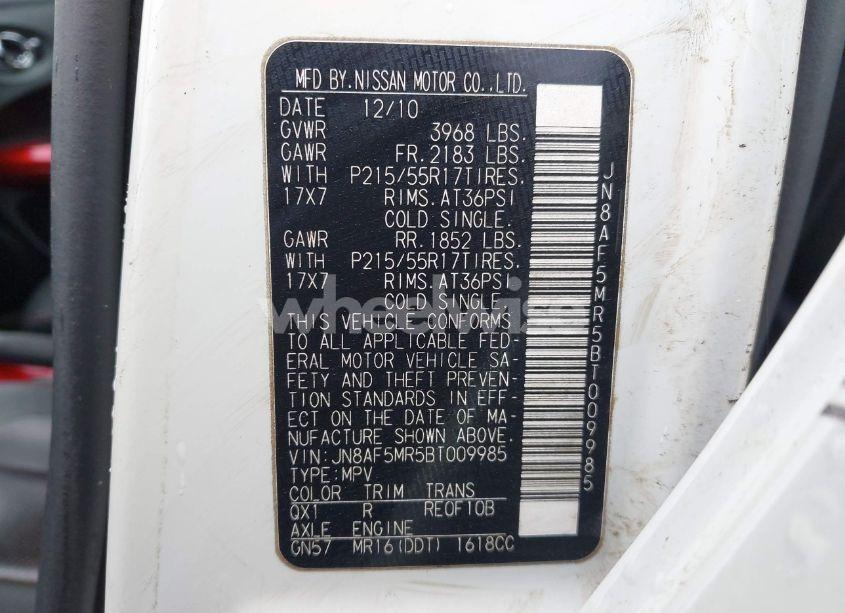 MFD BY.NISSAN MOTOR CO.,LTD.
DATE 12/10
GVWR 3968 LBS.
GAWR FR.2183 LBS.
WITH P215/55R17TIRES.
17X7 RIMS.AT36PSI
COLD SINGLE.
GAWR RR.1852 LBS.
WITH P215/55R17TIRES.
17X7 RIMS.AT36PSI
COLD SINGLE.
THIS VEHICLE CONFORMS
TO ALL APPLICABLE FED-
ERAL MOTOR VEHICLE SA-
FETY AND THEFT PREVEN-
TION STANDARDS IN EFF-
ECT ON THE DATE OF MA-
NUFACTURE SHOWN ABOVE.
VIN:JN8AF5MR5BT009985
TYPE:MPV
COLOR TRIM TRANS
QX1 R RE0F10B
AXLE ENGINE
GN57 MR16(DDT) 1618CC
JN8AF5MR5BT009985
wheelwise